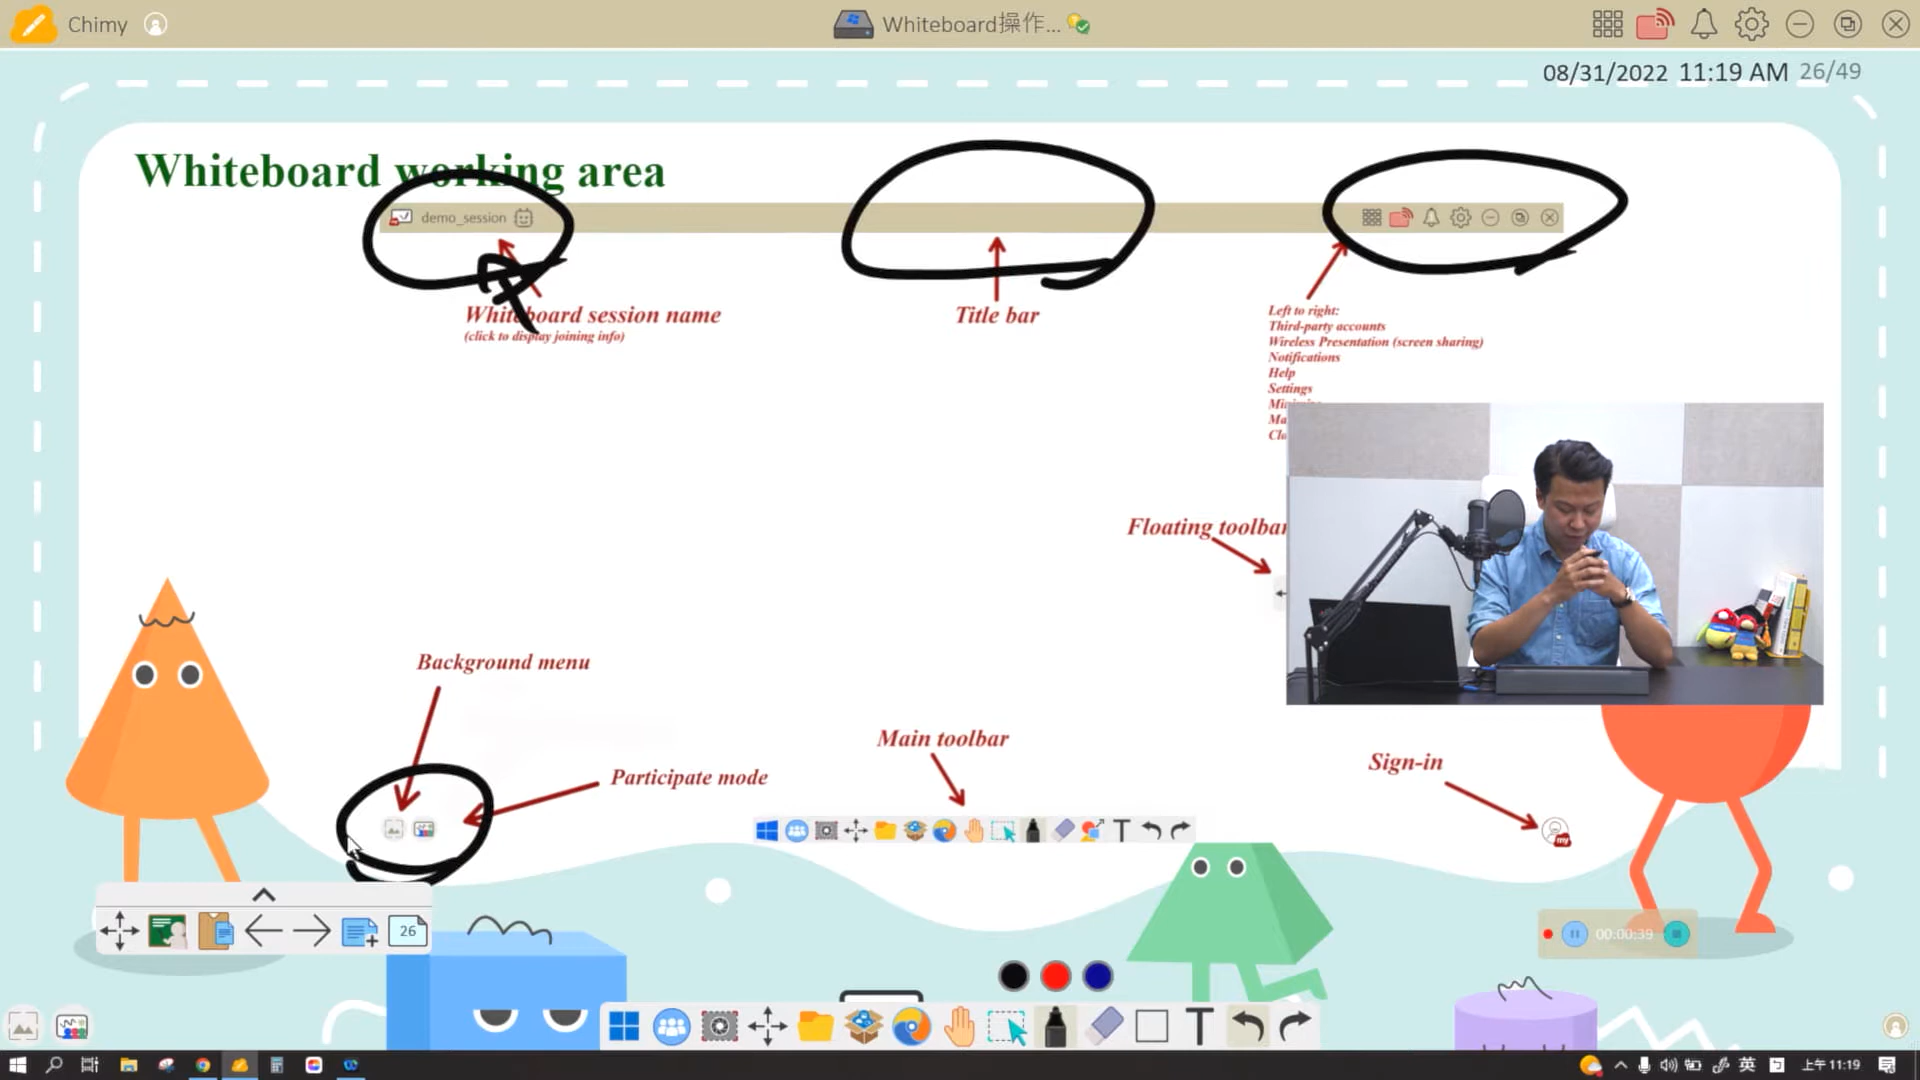 Chimy
Whiteboard操作...
08/31/2022 11:19 AM 26/49
Whiteboard working area
demo_session
Whiteboard session name
(click to display joining info)
Title bar
Left to right:
Third-party accounts
Wireless Presentation (screen sharing)
Notifications
Help
Settings
Floating toolbar
Background menu
Main toolbar
Participate mode
Sign-in
my
T
26
00:00:39
T
英
上午 11:19